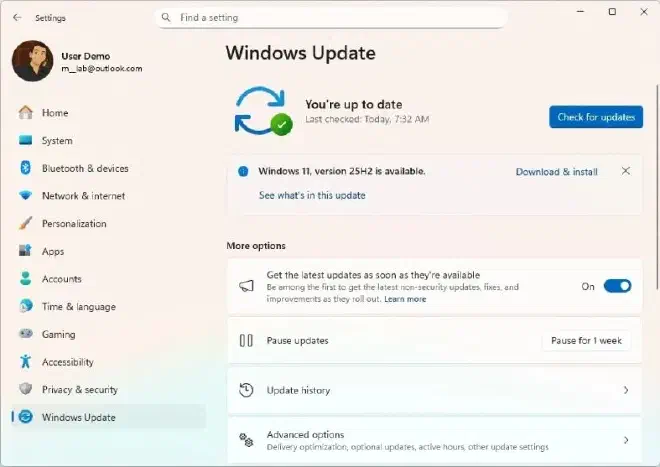 Settings
Find a setting
User Demo
m_lab@outlook.com
Home
System
Bluetooth & devices
Network & internet
Personalization
Apps
Accounts
Time & language
Gaming
Accessibility
Privacy & security
Windows Update
Windows Update
You're up to date
Last checked: Today, 7:32 AM
Check for updates
Windows 11, version 25H2 is available.
Download & install
See what's in this update
More options
Get the latest updates as soon as they're available
Be among the first to get the latest non-security updates, fixes, and
improvements as they roll out. Learn more
On
Pause updates
Pause for 1 week
Update history
Advanced options
Delivery optimization, optional updates, active hours, other update settings